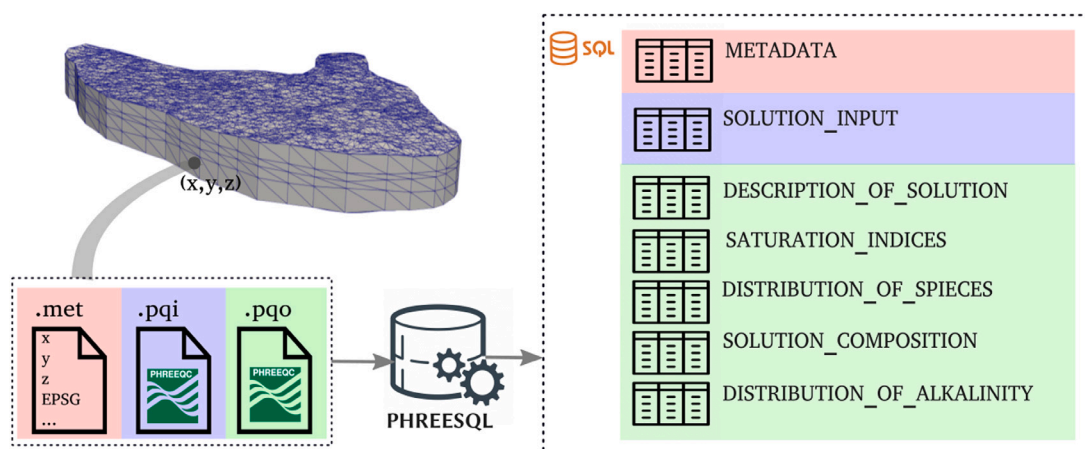 (x,y,z)
.met
x
y
z
EPSG
...
.pqi
PHREEQC
.pqo
PHREEQC
PHREESQL
SQL
METADATA
SOLUTION_INPUT
DESCRIPTION_OF_SOLUTION
SATURATION_INDICES
DISTRIBUTION_OF_SPIECES
SOLUTION_COMPOSITION
DISTRIBUTION_OF_ALKALINITY